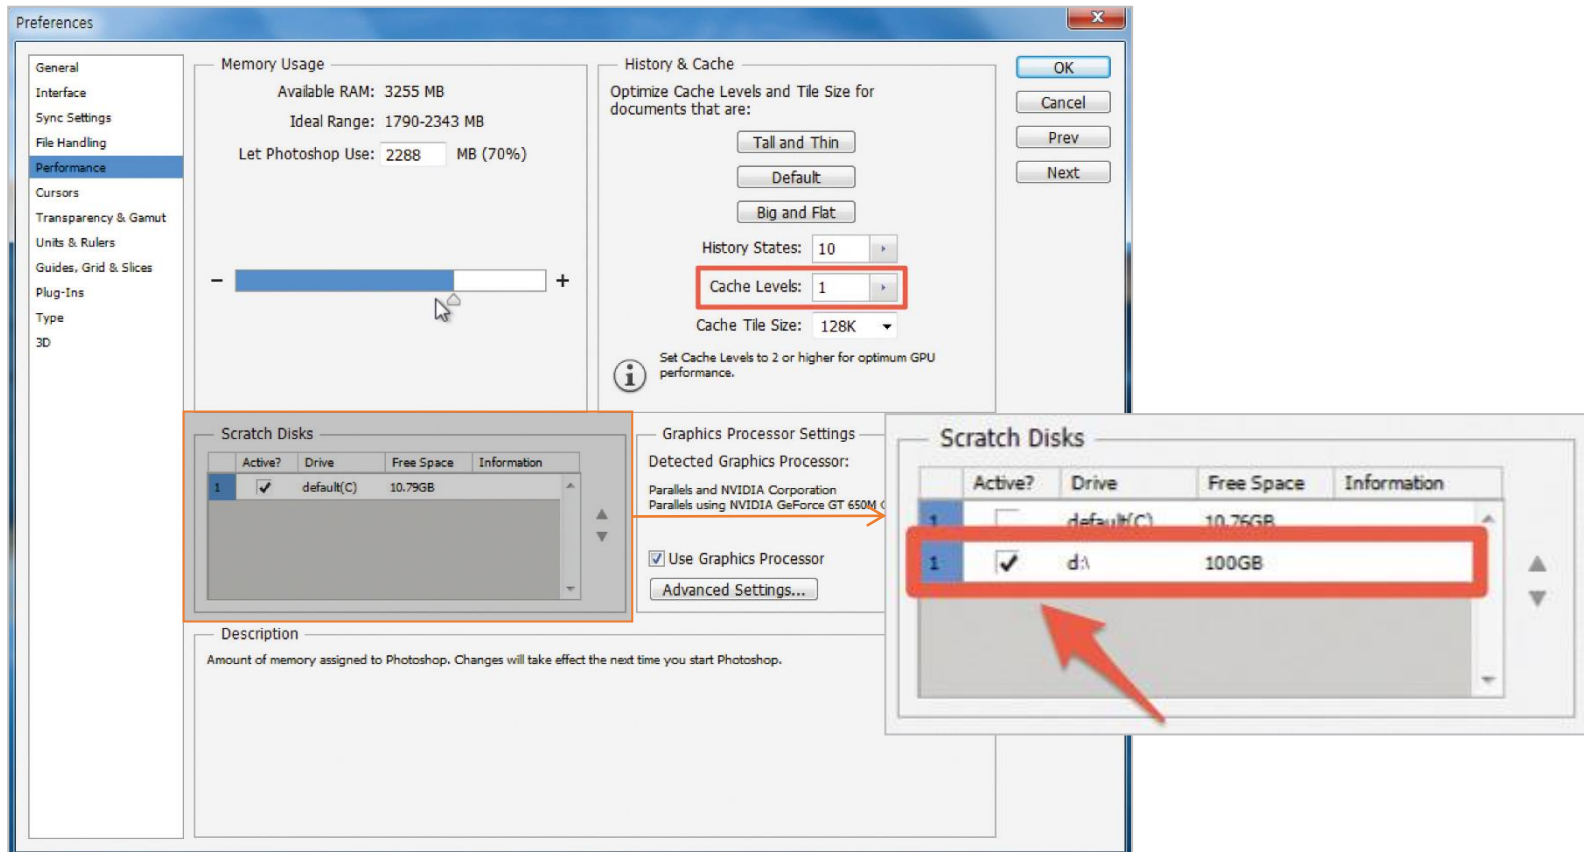 Preferences
General
Interface
Sync Settings
File Handling
Performance
Cursors
Transparency & Gamut
Units & Rulers
Guides, Grid & Slices
Plug-Ins
Type
3D
Memory Usage
Available RAM: 3255 MB
Ideal Range: 1790-2343 MB
Let Photoshop Use: 2288 MB (70%)
- +
History & Cache
Optimize Cache Levels and Tile Size for
documents that are:
Tall and Thin
Default
Big and Flat
History States: 10
Cache Levels: 1
Cache Tile Size: 128K
Set Cache Levels to 2 or higher for optimum GPU
performance.
OK
Cancel
Prev
Next
Scratch Disks
Active? Drive Free Space Information
1 default(C) 10.79GB
Graphics Processor Settings
Detected Graphics Processor:
Parallels and NVIDIA Corporation
Parallels using NVIDIA GeForce GT 650M
Use Graphics Processor
Advanced Settings...
Scratch Disks
Active? Drive Free Space Information
1 default(C) 10.76GB
1 d:\ 100GB
Description
Amount of memory assigned to Photoshop. Changes will take effect the next time you start Photoshop.